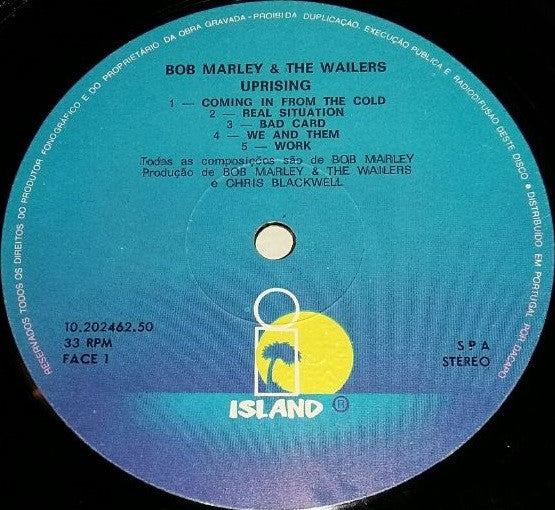 RESERVADOS TODOS OS DIREITOS DO PRODUTOR FONOGRÁFICO E DO PROPRIETÁRIO DA OBRA GRAVADA - PROIBIDA DUPLICAÇÃO, EXECUÇÃO PÚBLICA E RADIODIFUSÃO DESTE DISCO • DISTRIBUÍDO EM PORTUGAL POR DACAPO
BOB MARLEY & THE WAILERS
UPRISING
1 — COMING IN FROM THE COLD
2 — REAL SITUATION
3 — BAD CARD
4 — WE AND THEM
5 — WORK
Todas as composições são de BOB MARLEY
Produção de BOB MARLEY & THE WAILERS
e CHRIS BLACKWELL
10.202462.50
33 RPM
FACE 1
SPA
STÉREO
i
ISLAND ®